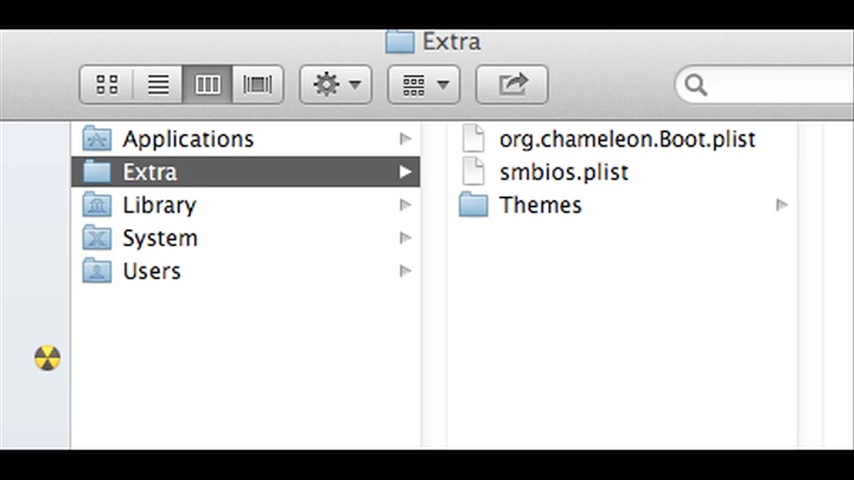 Extra
Applications
Extra
Library
System
Users
org.chameleon.Boot.plist
smbios.plist
Themes